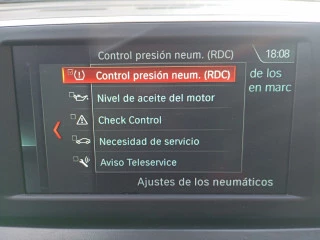 Control presión neum. (RDC)
18:08
Control presión neum. (RDC)
de los
Nivel de aceite del motor
en marc
Check Control
Necesidad de servicio
Aviso Teleservice
Ajustes de los neumáticos